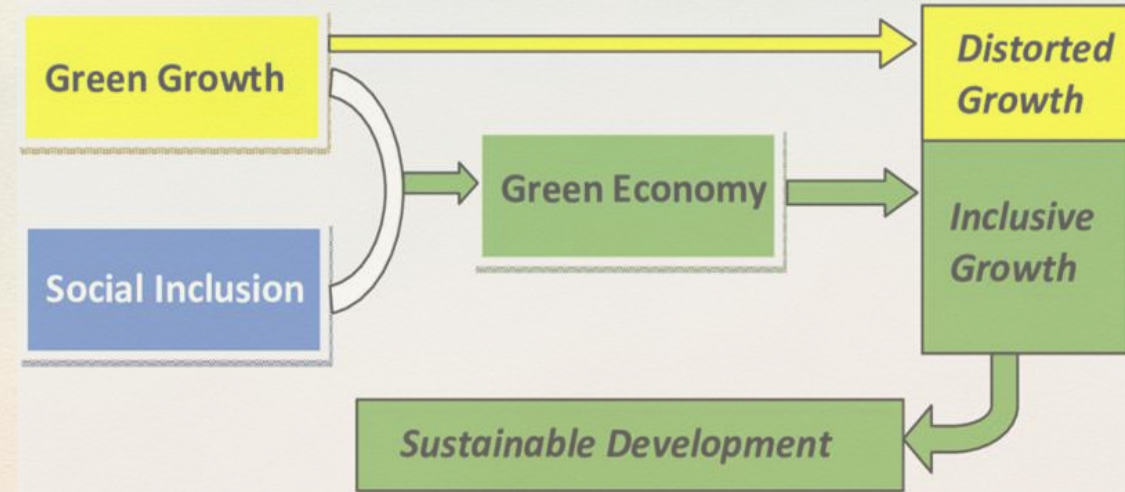 Green Growth
Distorted
Growth
Green Economy
Inclusive
Growth
Social Inclusion
Sustainable Development